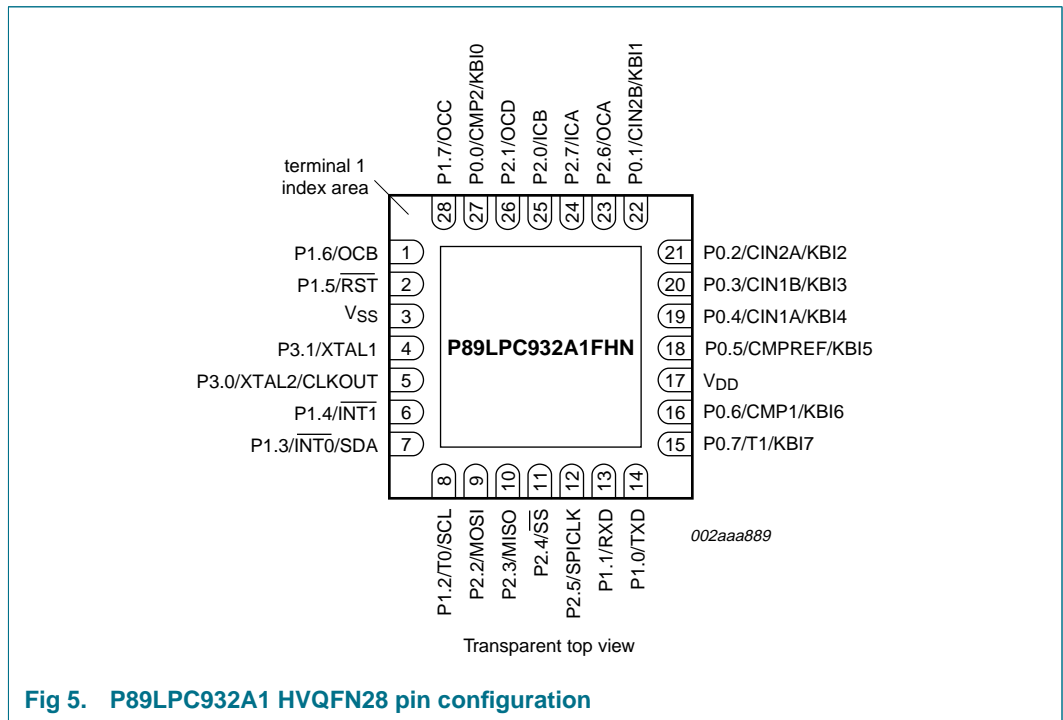 P1.7/OCC
P0.0/CMP2/KBI0
P2.1/OCD
P2.0/ICB
P2.7/ICA
P2.6/OCA
P0.1/CIN2B/KBI1
terminal 1
index area
28
27
26
25
24
23
22
P1.6/OCB 1
P1.5/R̅S̅T̅ 2
VSS 3
P3.1/XTAL1 4
P3.0/XTAL2/CLKOUT 5
P1.4/I̅N̅T̅1̅ 6
P1.3/I̅N̅T̅0̅/SDA 7
P89LPC932A1FHN
21 P0.2/CIN2A/KBI2
20 P0.3/CIN1B/KBI3
19 P0.4/CIN1A/KBI4
18 P0.5/CMPREF/KBI5
17 VDD
16 P0.6/CMP1/KBI6
15 P0.7/T1/KBI7
8
9
10
11
12
13
14
P1.2/T0/SCL
P2.2/MOSI
P2.3/MISO
P2.4/S̅S̅
P2.5/SPICLK
P1.1/RXD
P1.0/TXD
002aaa889
Transparent top view
Fig 5. P89LPC932A1 HVQFN28 pin configuration